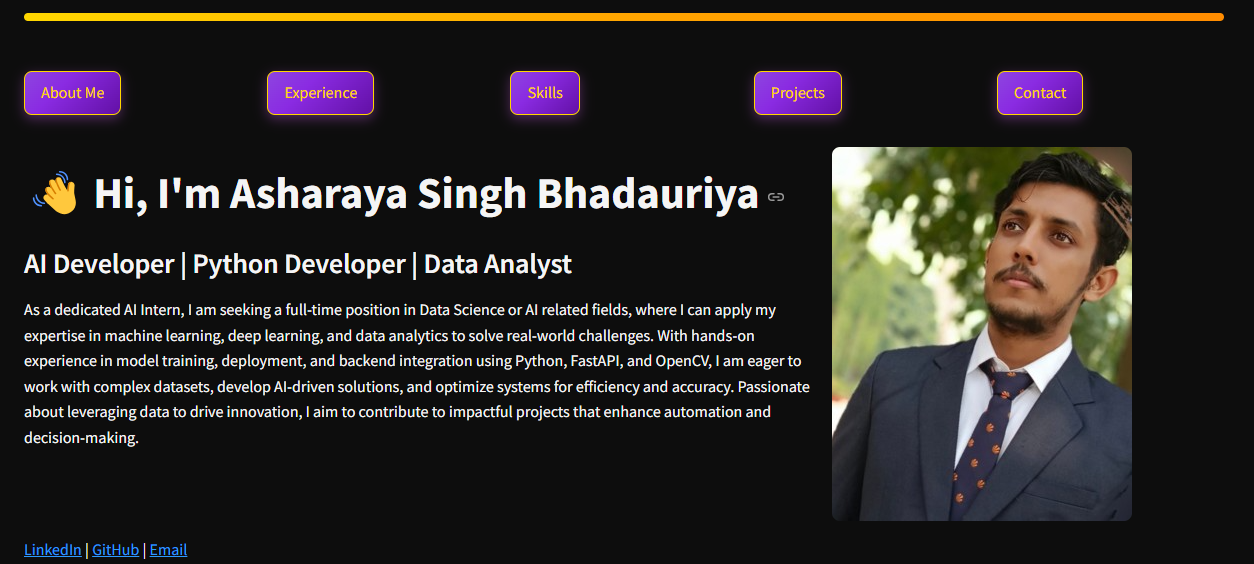 About Me
Experience
Skills
Projects
Contact
👋 Hi, I'm Asharaya Singh Bhadauriya
AI Developer | Python Developer | Data Analyst
As a dedicated AI Intern, I am seeking a full-time position in Data Science or AI related fields, where I can apply my
expertise in machine learning, deep learning, and data analytics to solve real-world challenges. With hands-on
experience in model training, deployment, and backend integration using Python, FastAPI, and OpenCV, I am eager to
work with complex datasets, develop AI-driven solutions, and optimize systems for efficiency and accuracy. Passionate
about leveraging data to drive innovation, I aim to contribute to impactful projects that enhance automation and
decision-making.
LinkedIn | GitHub | Email